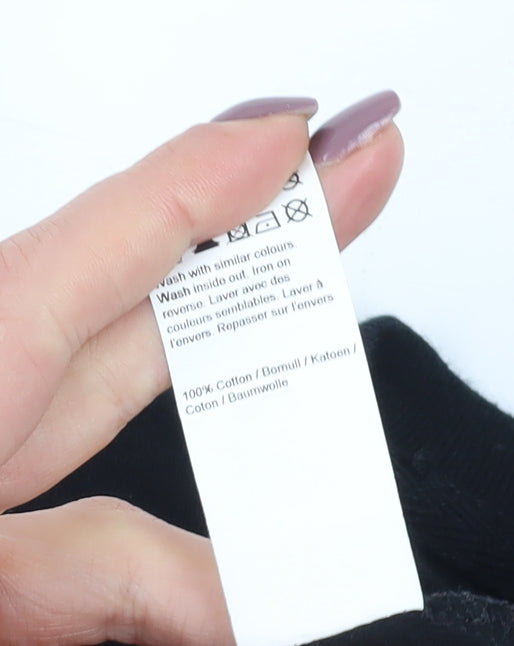 Wash with similar colours.
Wash inside out. Iron on
reverse. Laver avec des
couleurs semblables. Laver à
l'envers. Repasser sur l'envers
100% Cotton / Bomull / Katoen /
Coton / Baumwolle